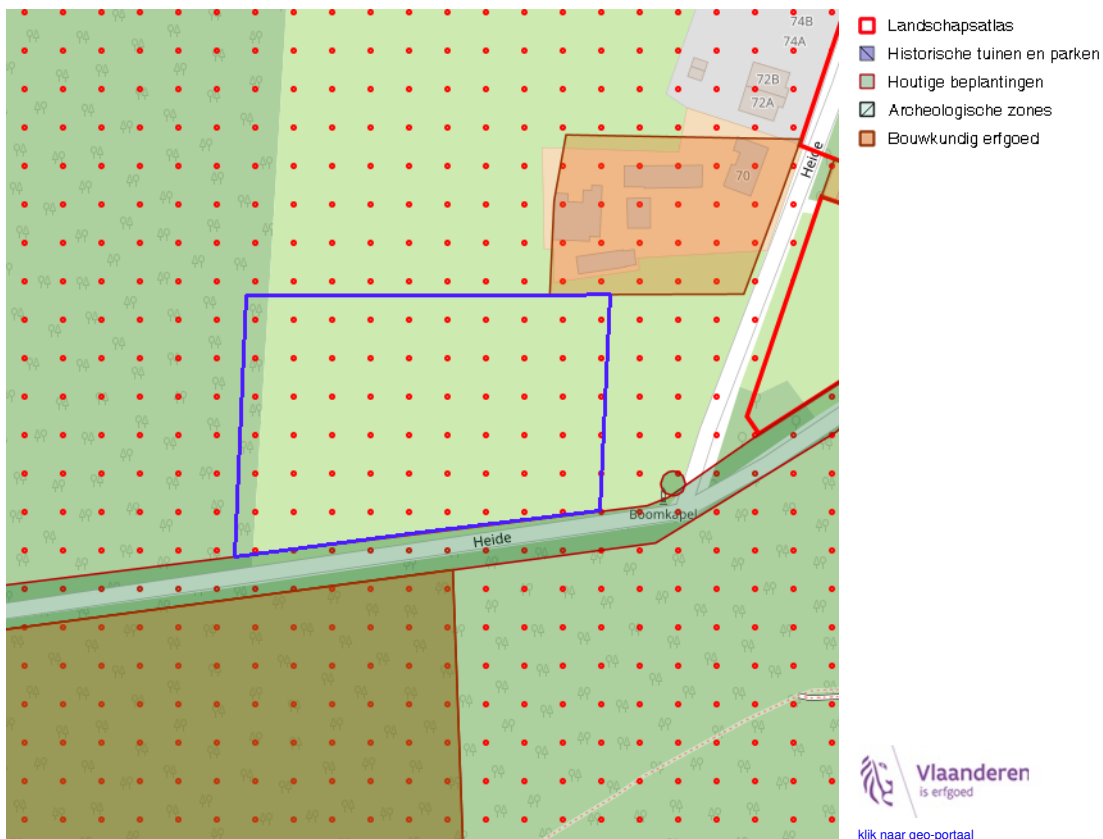 74B
74A
72B
72A
70
Heide
Boomkapel
Heide
Landschapsatlas
Historische tuinen en parken
Houtige beplantingen
Archeologische zones
Bouwkundig erfgoed
Vlaanderen
is erfgoed
klik naar geo-portaal